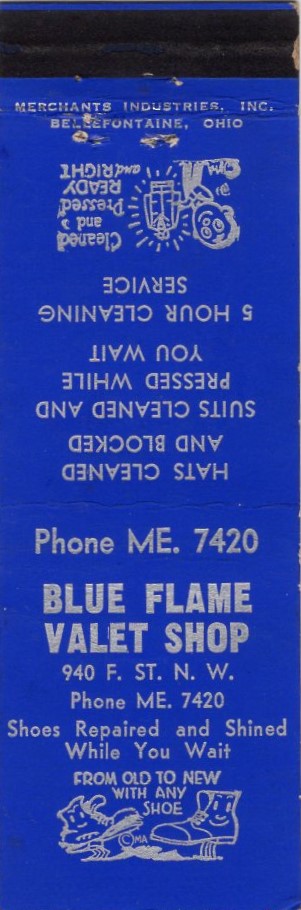 MERCHANTS INDUSTRIES, INC.
BELLEFONTAINE, OHIO
HATS CLEANED
AND BLOCKED
SUITS CLEANED AND
PRESSED WHILE
YOU WAIT
5 HOUR CLEANING
SERVICE
Cleaned
and
Pressed
READY
and RIGHT
Phone ME. 7420
BLUE FLAME
VALET SHOP
940 F. ST. N. W.
Phone ME. 7420
Shoes Repaired and Shined
While You Wait
FROM OLD TO NEW
WITH ANY
SHOE
©MA